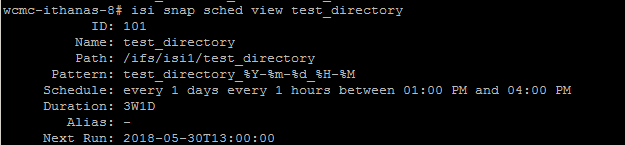 wcmc-ithanas-8# isi snap sched view test_directory
ID: 101
Name: test_directory
Path: /ifs/isi1/test_directory
Pattern: test_directory_%Y-%m-%d_%H-%M
Schedule: every 1 days every 1 hours between 01:00 PM and 04:00 PM
Duration: 3W1D
Alias: -
Next Run: 2018-05-30T13:00:00